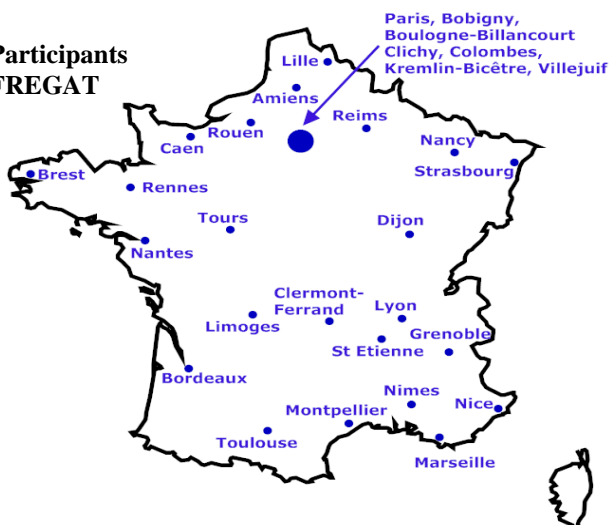 Paris, Bobigny,
Boulogne-Billancourt
Clichy, Colombes,
Kremlin-Bicêtre, Villejuif
Participants
FREGAT
Lille
Amiens
Rouen
Reims
Caen
Nancy
Strasbourg
Brest
Rennes
Tours
Dijon
Nantes
Clermont-
Ferrand
Lyon
Limoges
Grenoble
St Etienne
Bordeaux
Nimes
Nice
Montpellier
Toulouse
Marseille